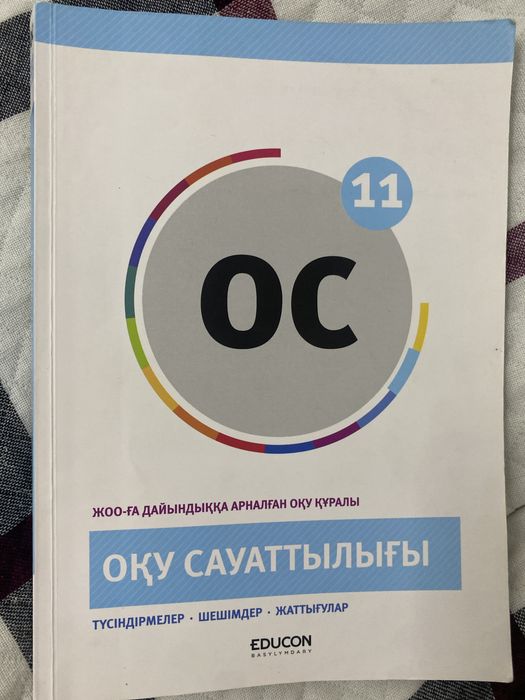 11
ОС
ЖОО-ҒА ДАЙЫНДЫҚҚА АРНАЛҒАН ОҚУ ҚҰРАЛЫ
ОҚУ САУАТТЫЛЫҒЫ
ТҮСІНДІРМЕЛЕР · ШЕШІМДЕР · ЖАТТЫҒУЛАР
EDUCON
BASYLYMDARY